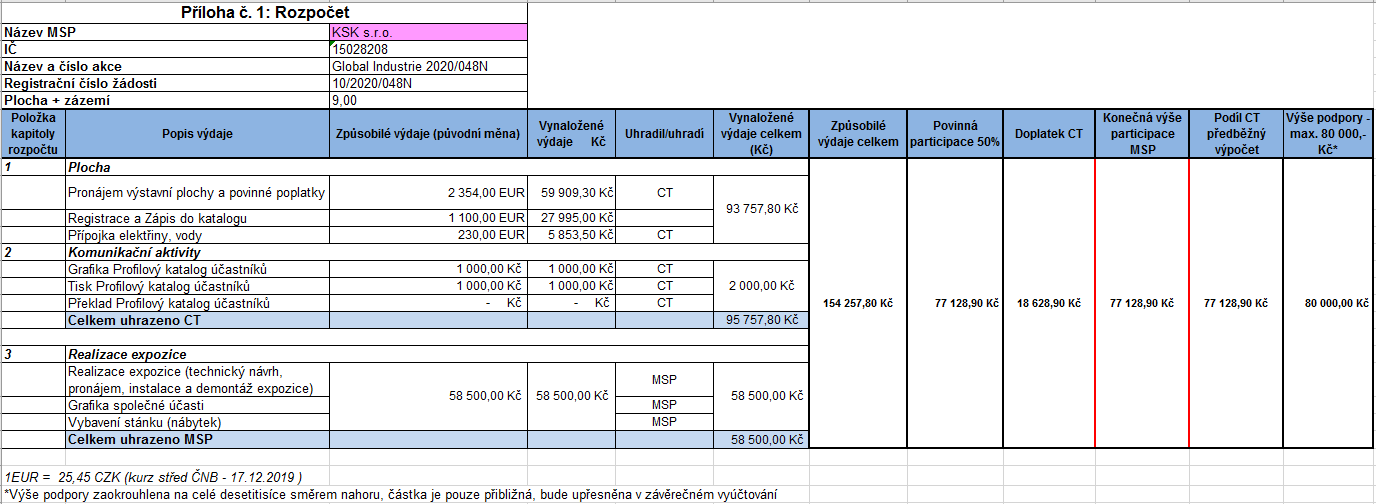 Příloha č. 1: Rozpočet
Název MSP KSK s.r.o.
IČ 15028208
Název a číslo akce Global Industrie 2020/048N
Registrační číslo žádosti 10/2020/048N
Plocha + zázemí 9,00
Položka kapitoly rozpočtu Popis výdaje Způsobilé výdaje (původní měna) Vynaložené výdaje Kč Uhradil/uhradí Vynaložené výdaje celkem (Kč) Způsobilé výdaje celkem Povinná participace 50% Doplatek CT Konečná výše participace MSP Podíl CT předběžný výpočet Výše podpory - max. 80 000,- Kč*
1 Plocha
Pronájem výstavní plochy a povinné poplatky 2 354,00 EUR 59 909,30 Kč CT
93 757,80 Kč
Registrace a Zápis do katalogu 1 100,00 EUR 27 995,00 Kč
Přípojka elektřiny, vody 230,00 EUR 5 853,50 Kč CT
2 Komunikační aktivity
Grafika Profilový katalog účastníků 1 000,00 Kč 1 000,00 Kč CT
Tisk Profilový katalog účastníků 1 000,00 Kč 1 000,00 Kč CT 2 000,00 Kč
Překlad Profilový katalog účastníků - Kč - Kč CT
154 257,80 Kč 77 128,90 Kč 18 628,90 Kč 77 128,90 Kč 77 128,90 Kč 80 000,00 Kč
Celkem uhrazeno CT 95 757,80 Kč
3 Realizace expozice
Realizace expozice (technický návrh,
pronájem, instalace a demontáž expozice) MSP
58 500,00 Kč 58 500,00 Kč 58 500,00 Kč
Grafika společné účasti MSP
Vybavení stánku (nábytek) MSP
Celkem uhrazeno MSP 58 500,00 Kč
1EUR = 25,45 CZK (kurz střed ČNB - 17.12.2019 )
*Výše podpory zaokrouhlena na celé desetitisíce směrem nahoru, částka je pouze přibližná, bude upřesněna v závěrečném vyúčtování